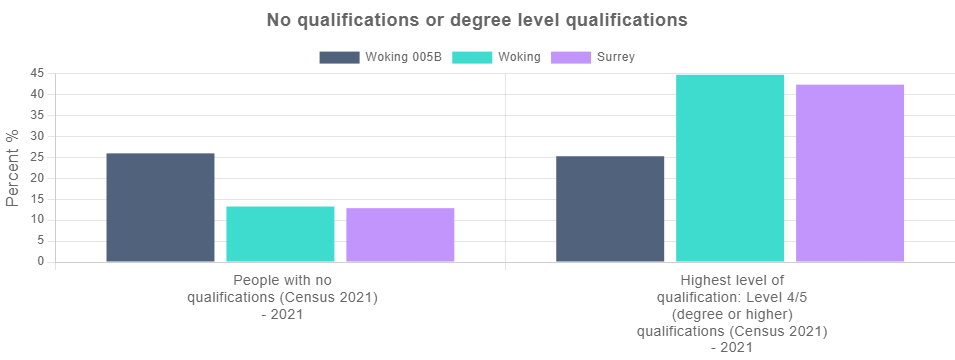 No qualifications or degree level qualifications
Woking 005B Woking Surrey
Percent %
45
40
35
30
25
20
15
10
5
0
People with no
qualifications (Census 2021)
- 2021
Highest level of
qualification: Level 4/5
(degree or higher)
qualifications (Census 2021)
- 2021